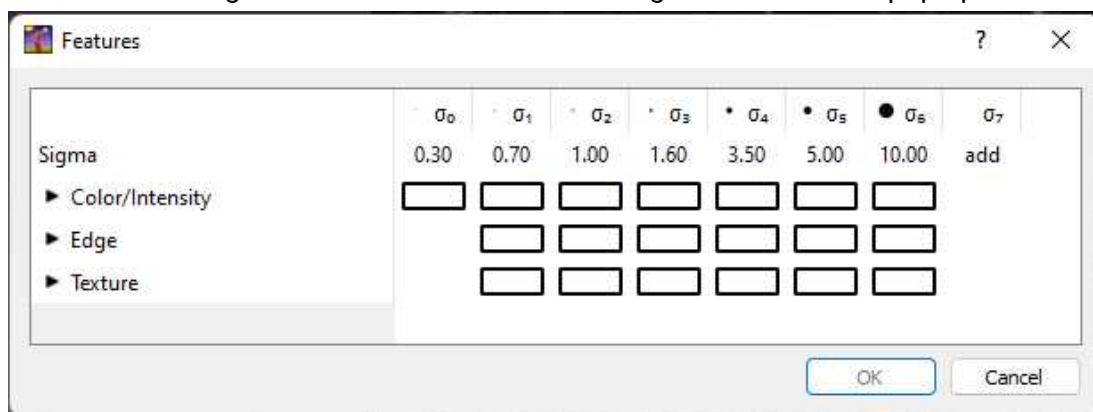 Features ?
σ₀ σ₁ σ₂ σ₃ σ₄ σ₅ σ₆ σ₇
Sigma 0.30 0.70 1.00 1.60 3.50 5.00 10.00 add
Color/Intensity
Edge
Texture
OK Cancel